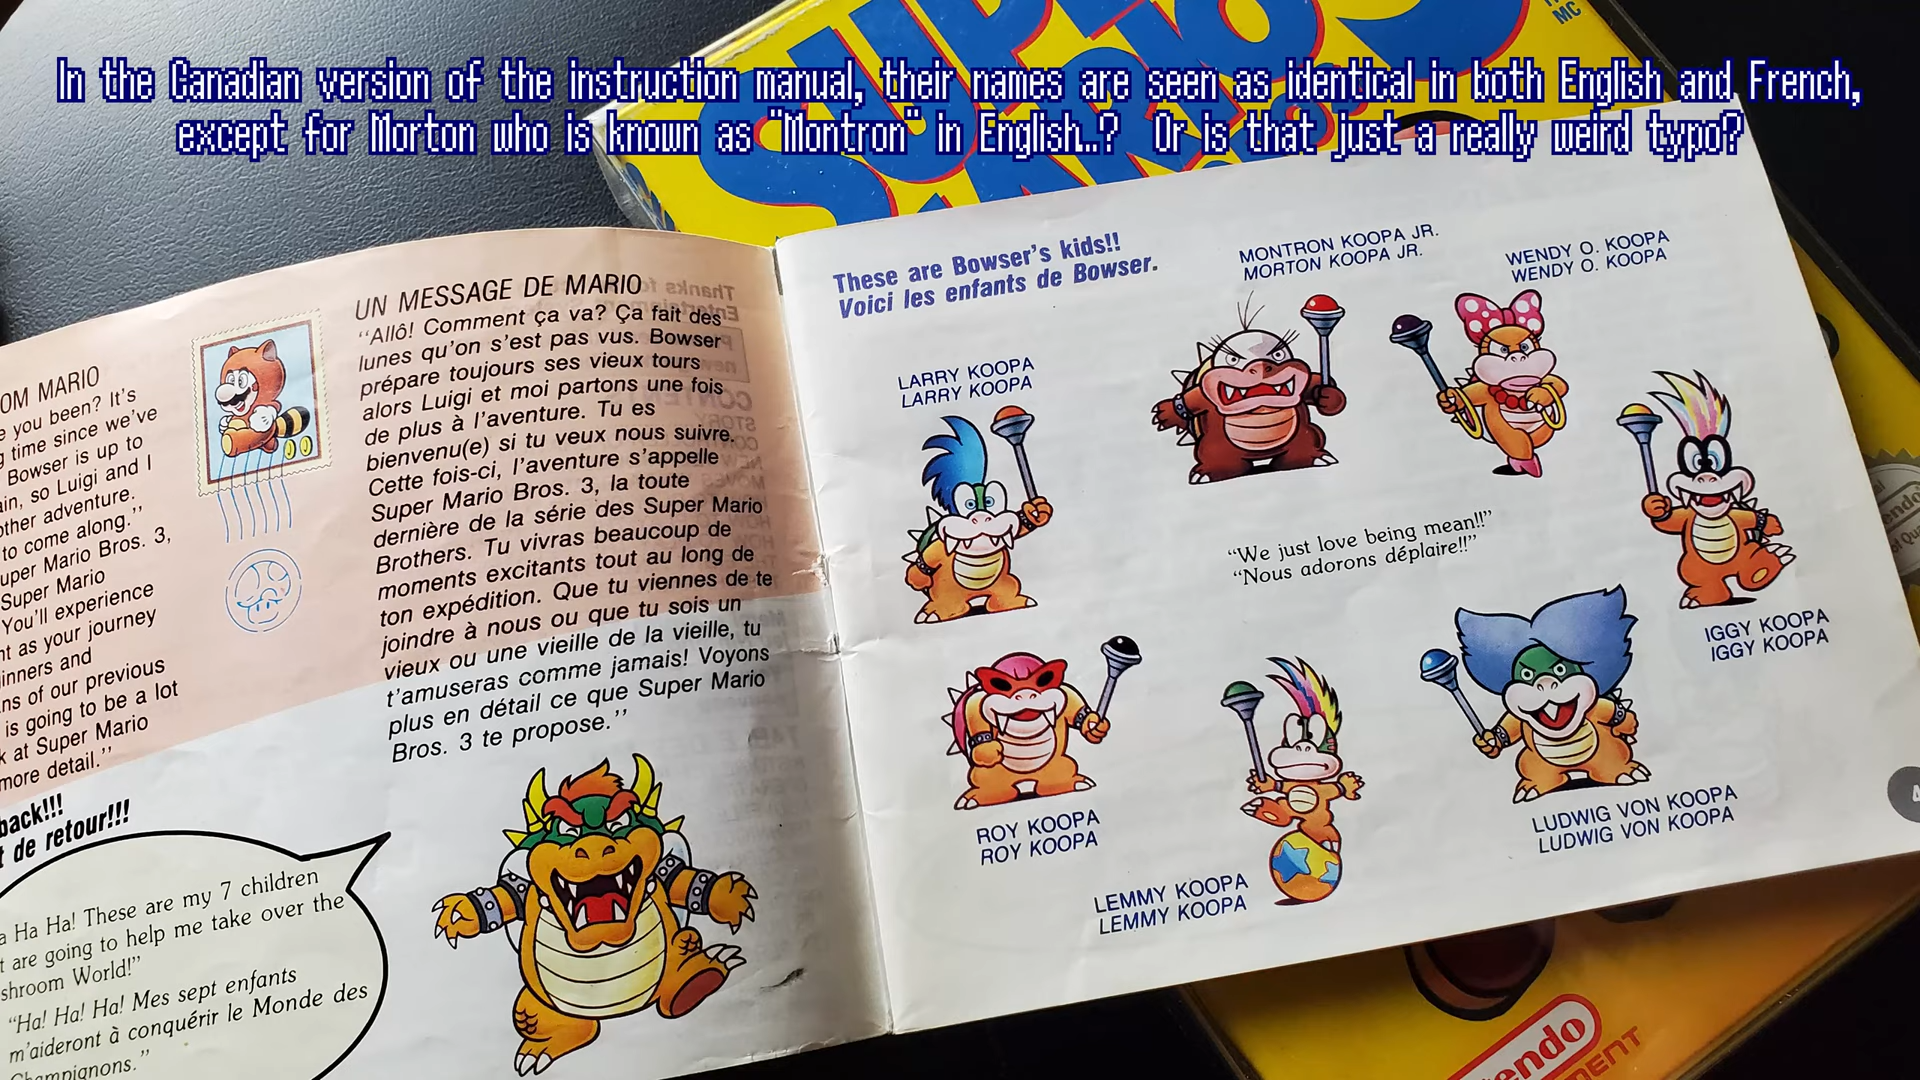 In the Canadian version of the instruction manual, their names are seen as identical in both English and French,
except for Morton who is known as "Montron" in English..? Or is that just a really weird typo?
MC
OM MARIO
e you been? It's
g time since we've
Bowser is up to
ain, so Luigi and I
other adventure.
to come along."
uper Mario Bros. 3,
Super Mario
You'll experience
nt as your journey
inners and
ns of our previous
is going to be a lot
k at Super Mario
more detail."
back!!!
t de retour!!!
a Ha Ha! These are my 7 children
t are going to help me take over the
shroom World!"
"Ha! Ha! Ha! Mes sept enfants
m'aideront à conquérir le Monde des
Champignons."
UN MESSAGE DE MARIO
"Allô! Comment ça va? Ça fait des
lunes qu'on s'est pas vus. Bowser
prépare toujours ses vieux tours
alors Luigi et moi partons une fois
de plus à l'aventure. Tu es
bienvenu(e) si tu veux nous suivre.
Cette fois-ci, l'aventure s'appelle
Super Mario Bros. 3, la toute
dernière de la série des Super Mario
Brothers. Tu vivras beaucoup de
moments excitants tout au long de
ton expédition. Que tu viennes de te
joindre à nous ou que tu sois un
vieux ou une vieille de la vieille, tu
t'amuseras comme jamais! Voyons
plus en détail ce que Super Mario
Bros. 3 te propose."
These are Bowser's kids!!
Voici les enfants de Bowser.
MONTRON KOOPA JR.
MORTON KOOPA JR.
WENDY O. KOOPA
WENDY O. KOOPA
LARRY KOOPA
LARRY KOOPA
"We just love being mean!!"
"Nous adorons déplaire!!"
IGGY KOOPA
IGGY KOOPA
ROY KOOPA
ROY KOOPA
LEMMY KOOPA
LEMMY KOOPA
LUDWIG VON KOOPA
LUDWIG VON KOOPA